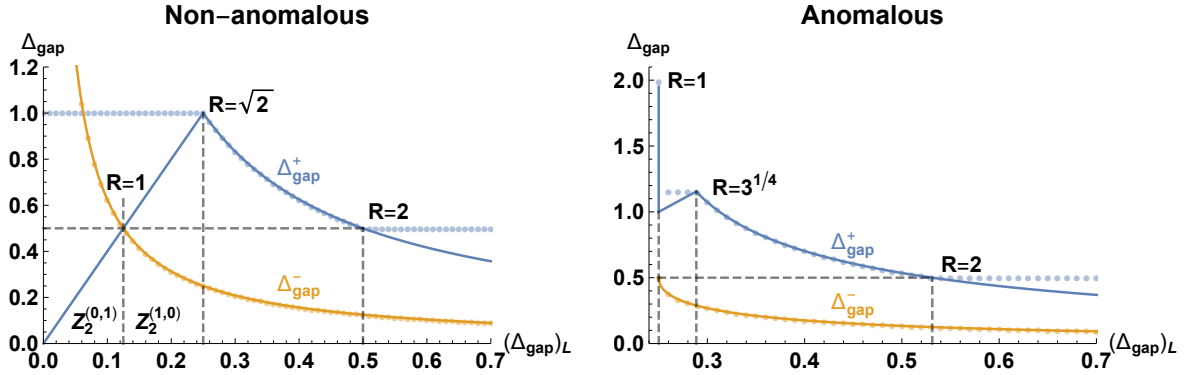 Non−anomalous
Δgap
1.2
1.0
0.8
0.6
0.4
0.2
0.0
R=√2
R=1
Δ⁺gap
R=2
Δ⁻gap
Z₂^(0,1)
Z₂^(1,0)
0.0 0.1 0.2 0.3 0.4 0.5 0.6 0.7
(Δgap)L
Anomalous
Δgap
2.0
1.5
1.0
0.5
0.0
R=1
R=3^1/4
Δ⁺gap
R=2
Δ⁻gap
0.3 0.4 0.5 0.6 0.7
(Δgap)L